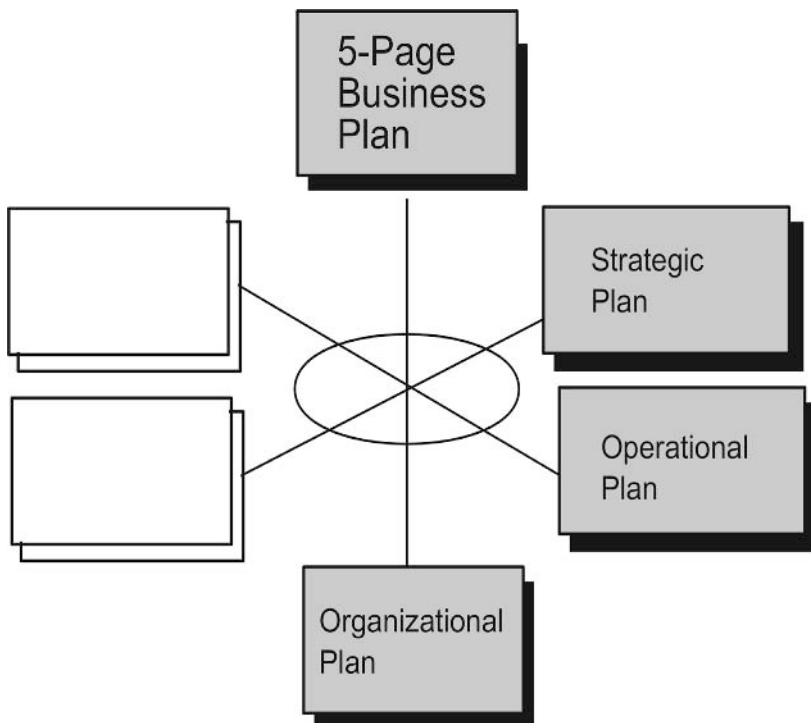 5-Page
Business
Plan
Strategic
Plan
Operational
Plan
Organizational
Plan